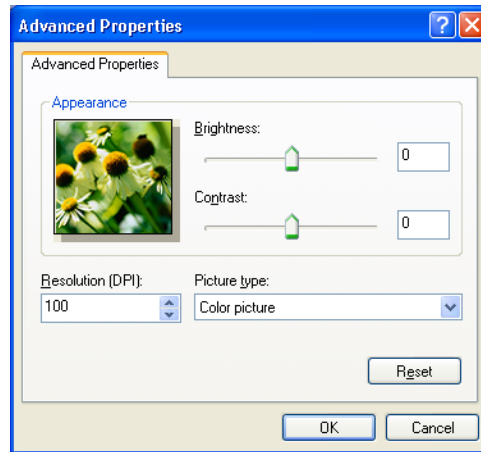 Advanced Properties
Advanced Properties
Appearance
Brightness:
0
Contrast:
0
Resolution (DPI):
Picture type:
100
Color picture
Reset
OK
Cancel